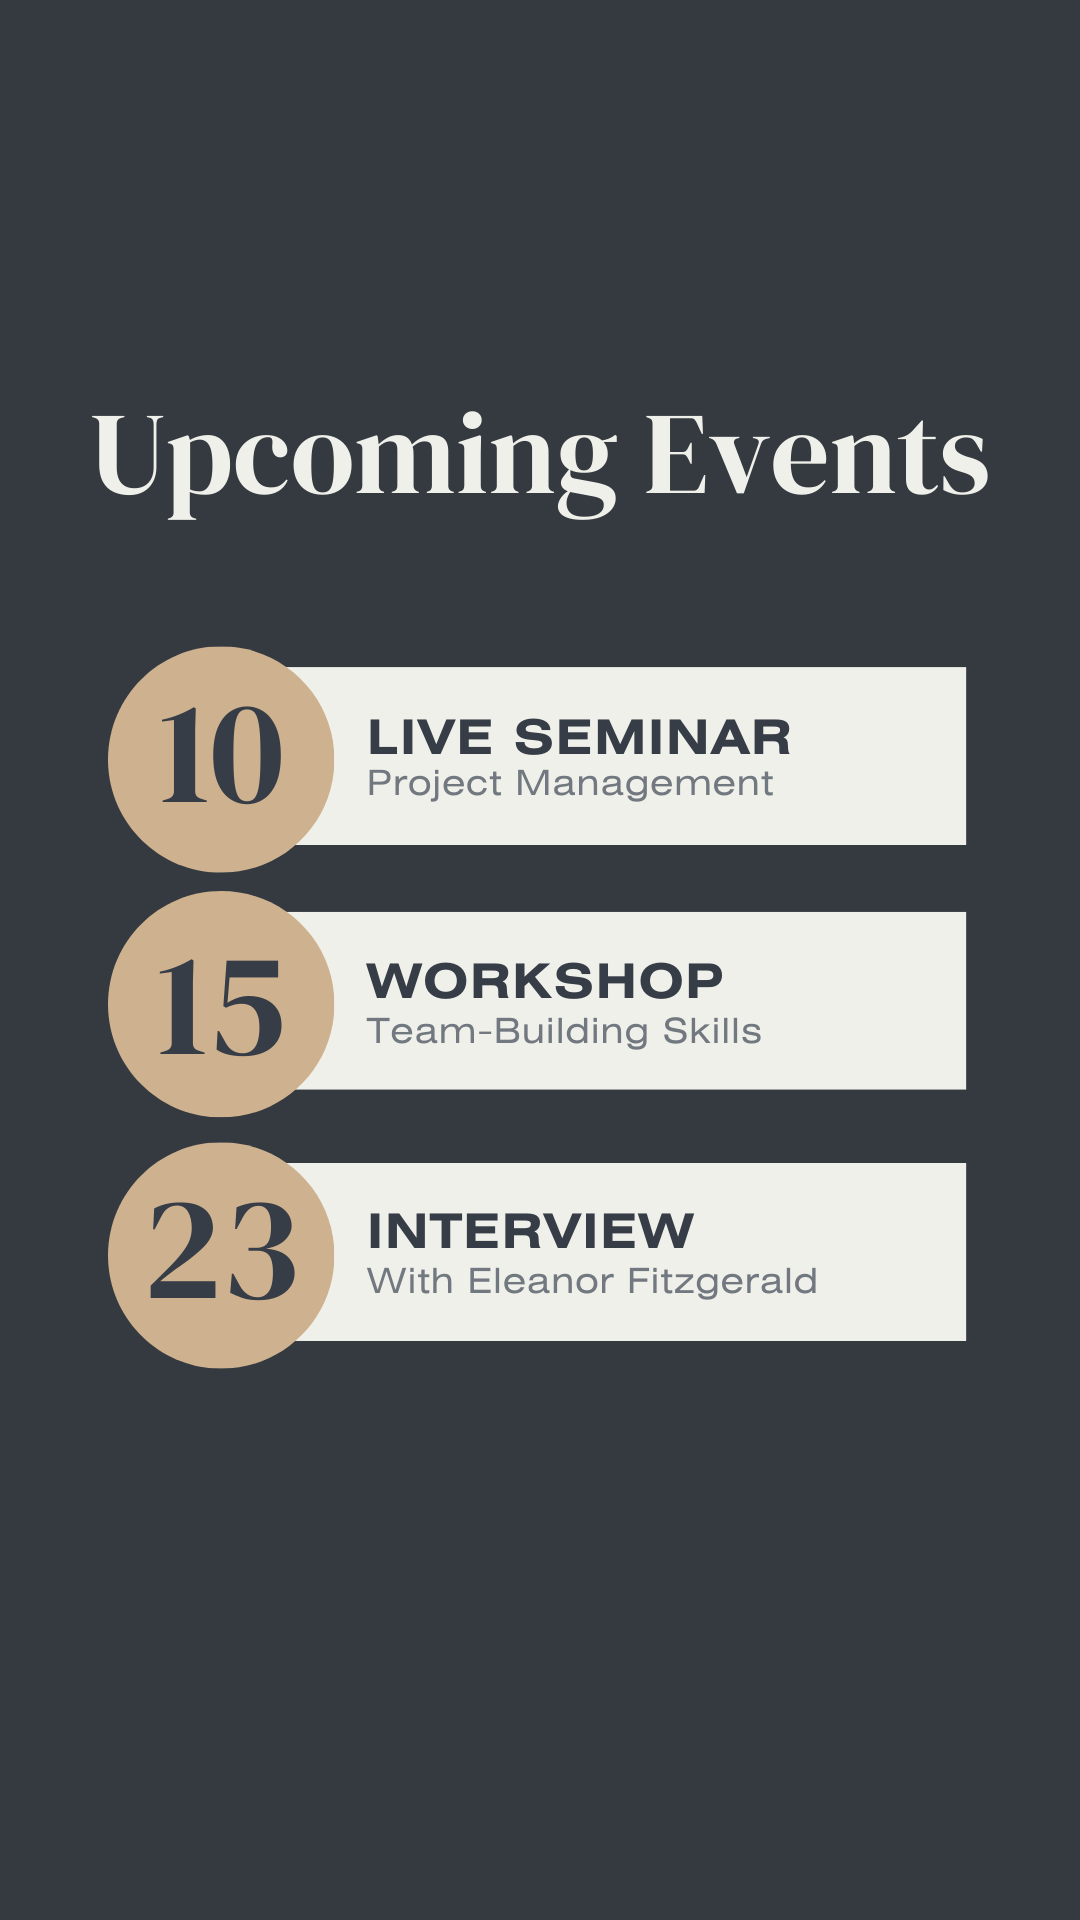 Upcoming Events
10
LIVE SEMINAR
Project Management
15
WORKSHOP
Team-Building Skills
23
INTERVIEW
With Eleanor Fitzgerald